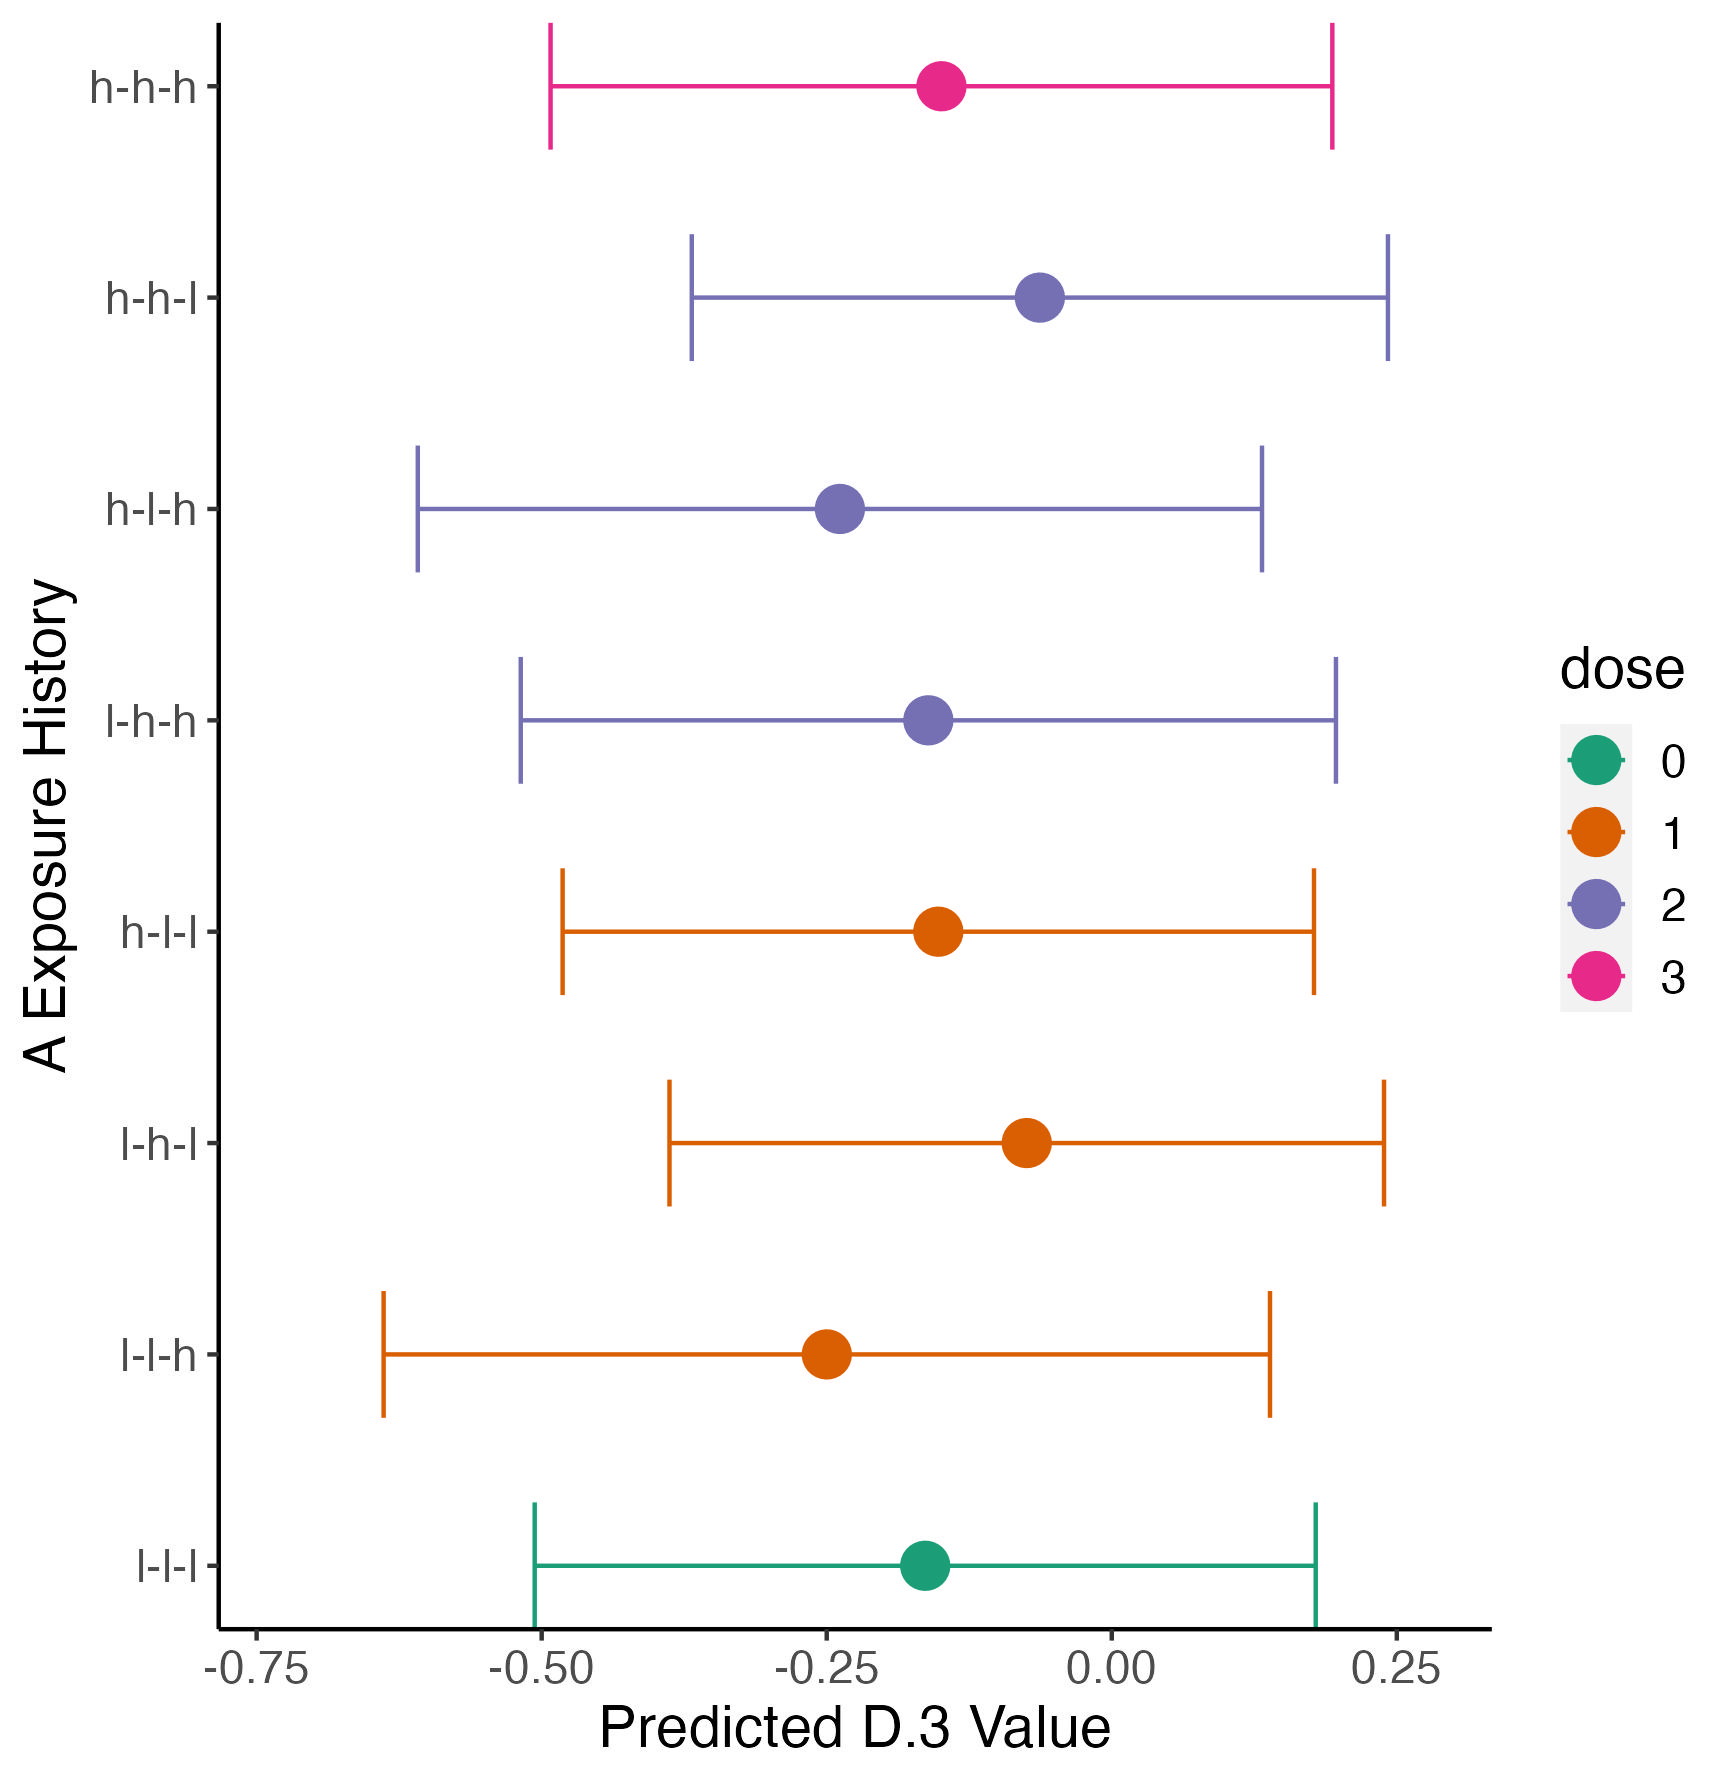 h-h-h
h-h-l
h-l-h
l-h-h
h-l-l
l-h-l
l-l-h
l-l-l
A Exposure History
-0.75 -0.50 -0.25 0.00 0.25
Predicted D.3 Value
dose
0
1
2
3